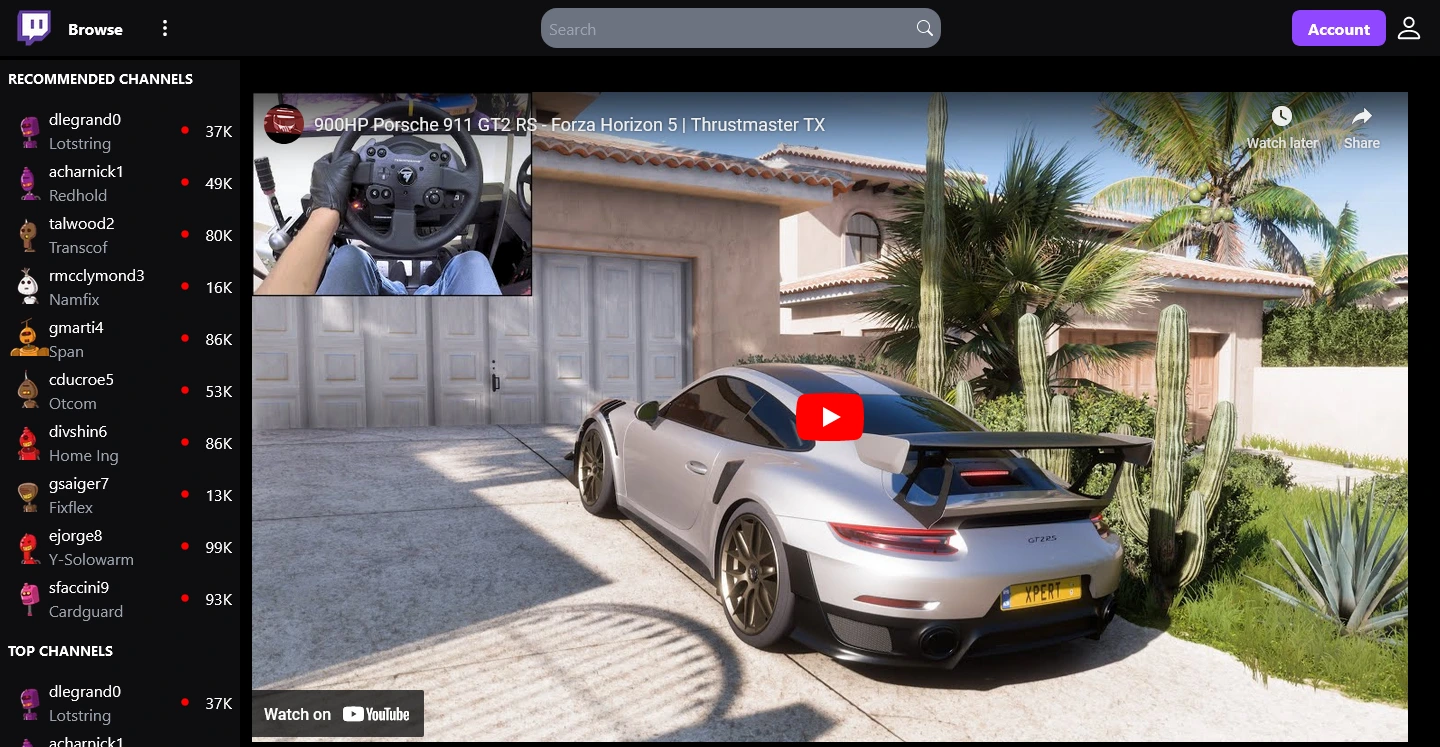 Browse
Search
Account
RECOMMENDED CHANNELS
dlegrand0
Lotstring
37K
acharnick1
Redhold
49K
talwood2
Transcof
80K
rmcclymond3
Namfix
16K
gmarti4
Span
86K
cducroe5
Otcom
53K
divshin6
Home Ing
86K
gsaiger7
Fixflex
13K
ejorge8
Y-Solowarm
99K
sfaccini9
Cardguard
93K
TOP CHANNELS
dlegrand0
Lotstring
37K
acharnick1
900HP Porsche 911 GT2 RS - Forza Horizon 5 | Thrustmaster TX
Watch later
Share
GT2RS
XPERT
Watch on YouTube